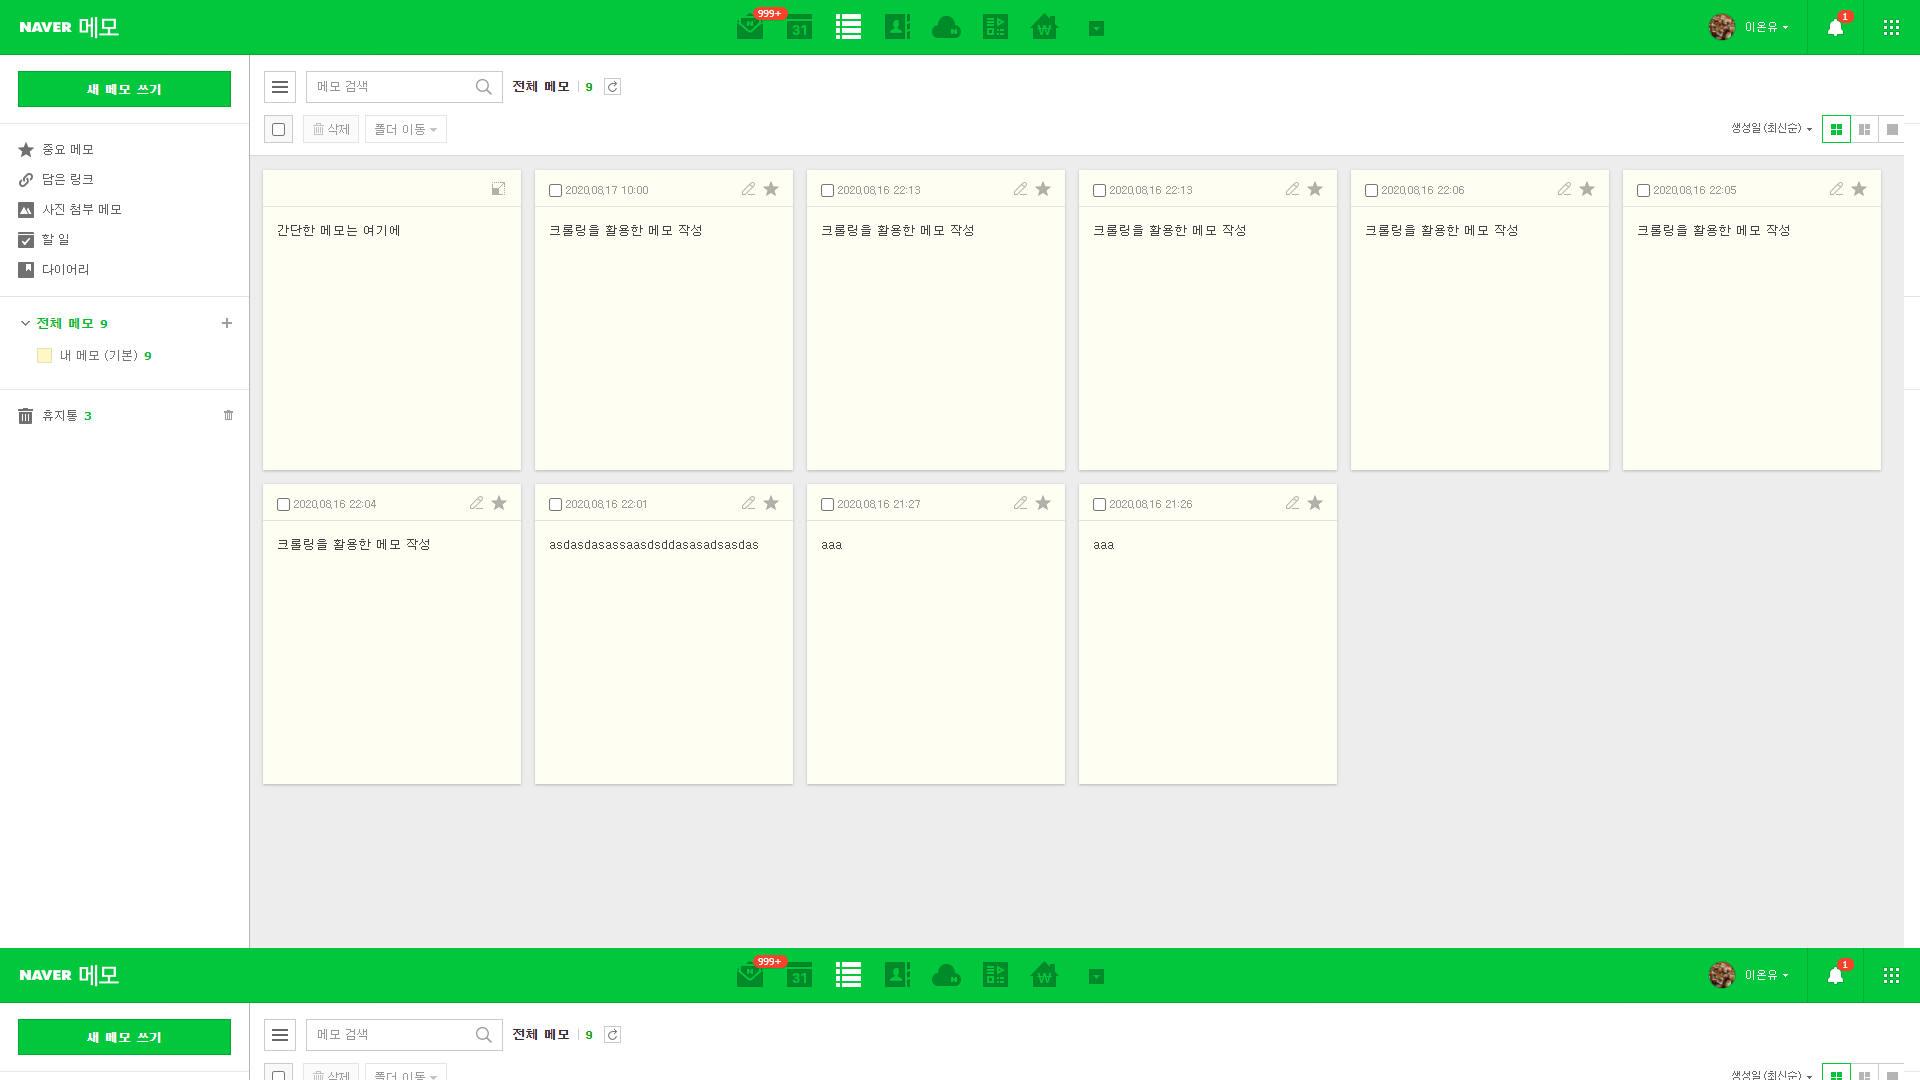 NAVER 메모
999+
31
이온유
1
새 메모 쓰기
메모 검색
전체 메모 9
삭제
폴더 이동
생성일 (최신순)
중요 메모
담은 링크
사진 첨부 메모
할 일
다이어리
전체 메모 9
내 메모 (기본) 9
휴지통 3
간단한 메모는 여기에
2020.08.17 10:00
크롤링을 활용한 메모 작성
2020.08.16 22:13
크롤링을 활용한 메모 작성
2020.08.16 22:13
크롤링을 활용한 메모 작성
2020.08.16 22:06
크롤링을 활용한 메모 작성
2020.08.16 22:05
크롤링을 활용한 메모 작성
2020.08.16 22:04
크롤링을 활용한 메모 작성
2020.08.16 22:01
asdasdasassaasdsddasasadsasdas
2020.08.16 21:27
aaa
2020.08.16 21:26
aaa
NAVER 메모
999+
31
이온유
1
새 메모 쓰기
메모 검색
전체 메모 9
삭제
폴더 이동
생성일 (최신순)